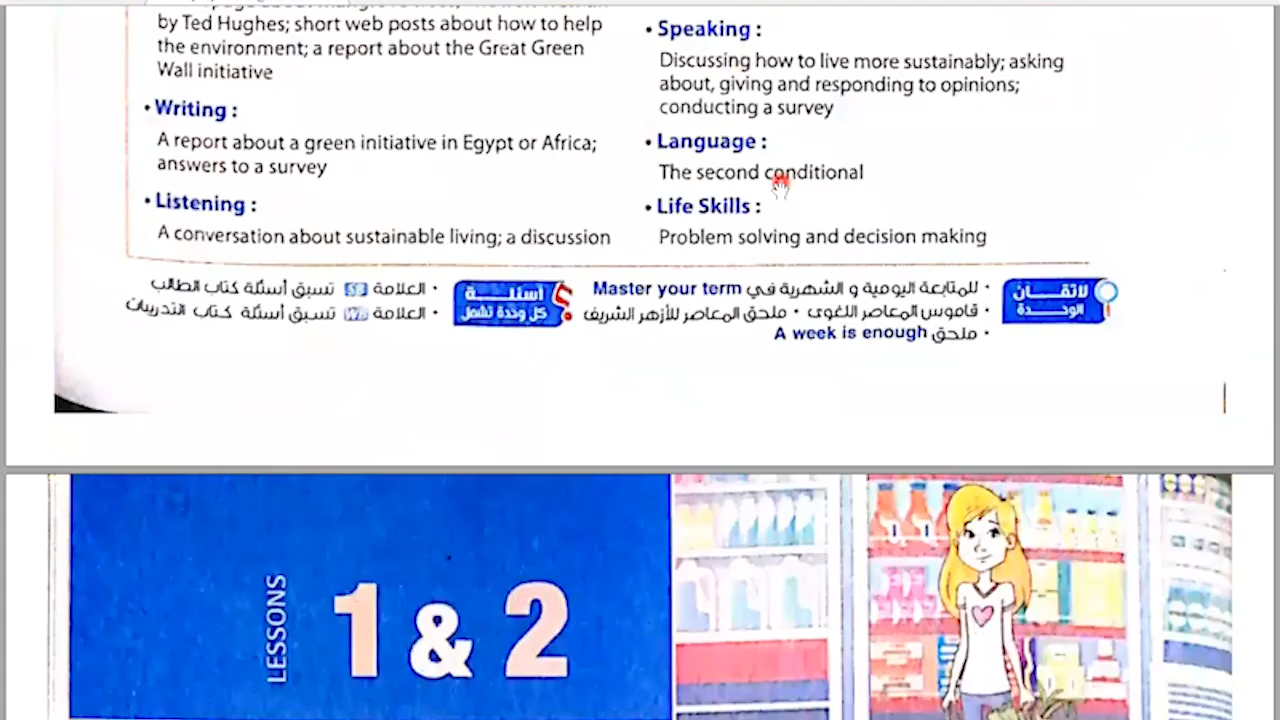 by Ted Hughes; short web posts about how to help
the environment; a report about the Great Green
Wall initiative
• Writing :
A report about a green initiative in Egypt or Africa;
answers to a survey
• Listening :
A conversation about sustainable living; a discussion
• Speaking :
Discussing how to live more sustainably; asking
about, giving and responding to opinions;
conducting a survey
• Language :
The second conditional
• Life Skills :
Problem solving and decision making
لإتقــان
الوحــدة
• للمتابعة اليومية و الشهرية في Master your term
• قاموس المعاصر اللغوى • ملحق المعاصر للأزهر الشريف
• ملحق A week is enough
أسئلــة
كل وحدة تشمل
• العلامة SB تسبق أسئلة كتاب الطالب
• العلامة WB تسبق أسئلة كتاب التدريبات
LESSONS
1 & 2